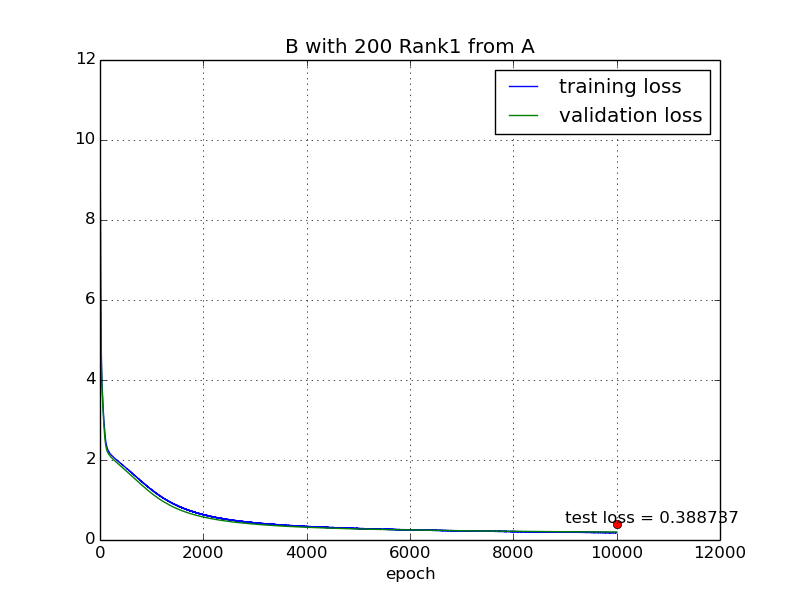 B with 200 Rank1 from A
12
training loss
validation loss
10
8
6
4
2
test loss = 0.388737
0
0 2000 4000 6000 8000 10000 12000
epoch